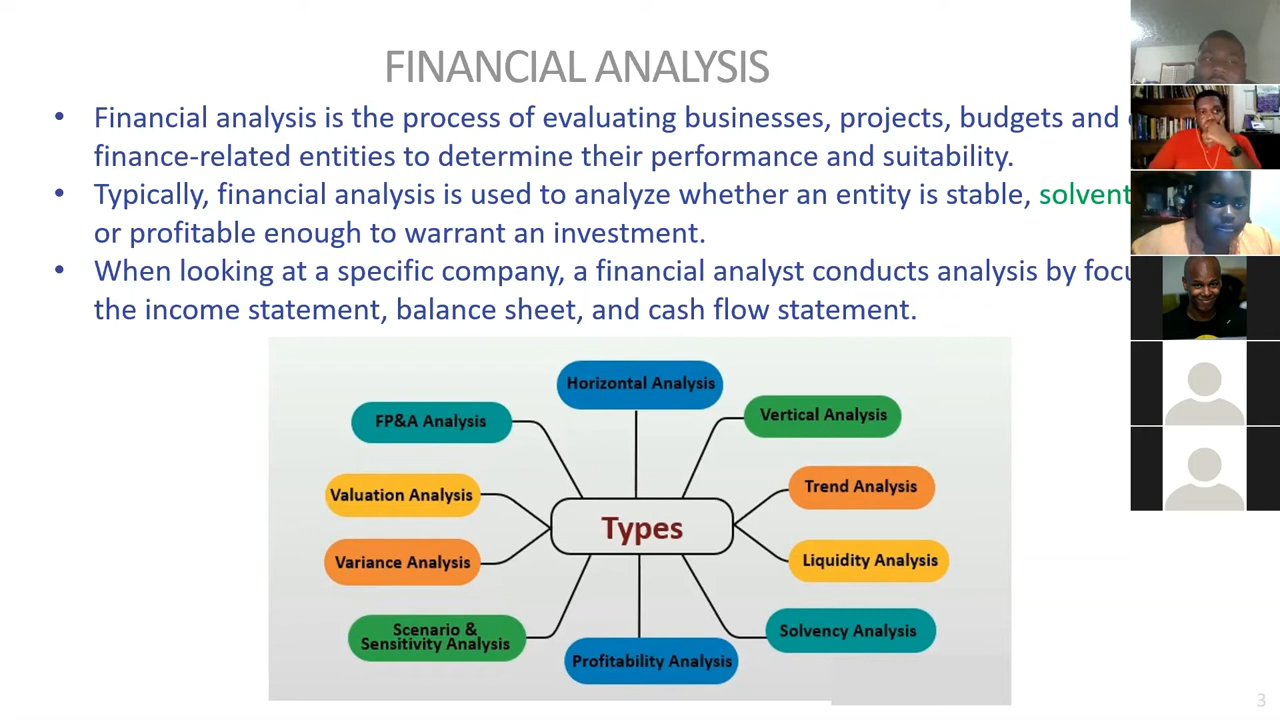 FINANCIAL ANALYSIS
• Financial analysis is the process of evaluating businesses, projects, budgets and
finance-related entities to determine their performance and suitability.
• Typically, financial analysis is used to analyze whether an entity is stable, solvent
or profitable enough to warrant an investment.
• When looking at a specific company, a financial analyst conducts analysis by
the income statement, balance sheet, and cash flow statement.
Horizontal Analysis
FP&A Analysis
Vertical Analysis
Valuation Analysis
Trend Analysis
Types
Variance Analysis
Liquidity Analysis
Scenario &
Sensitivity Analysis
Solvency Analysis
Profitability Analysis
3